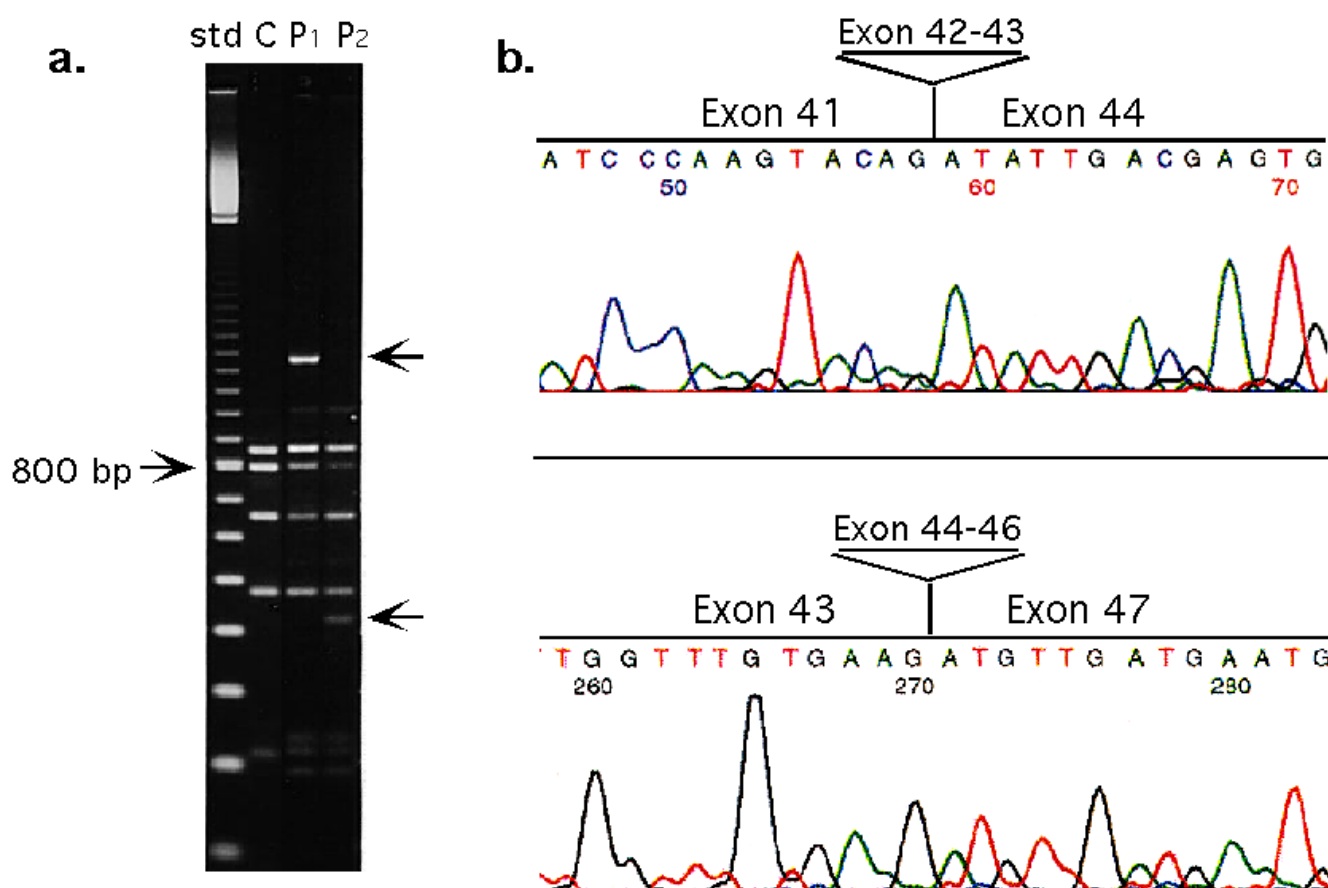 a.
std C P1 P2
800 bp
b.
Exon 42-43
Exon 41 Exon 44
A T C C C A A G T A C A G A T A T T G A C G A G T G
50 60 70
Exon 44-46
Exon 43 Exon 47
T G G T T T G T G A A G A T G T T G A T G A A T G
260 270 280